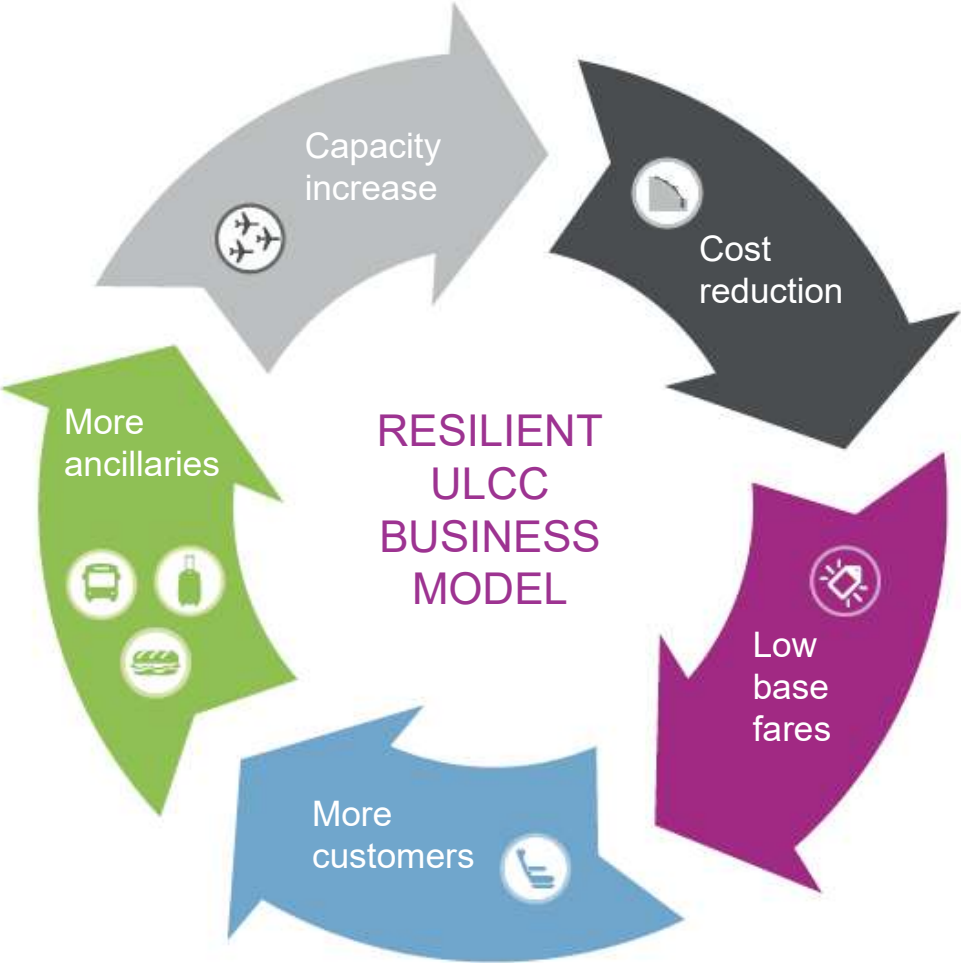 Capacity
increase
Cost
reduction
More
ancillaries
RESILIENT
ULCC
BUSINESS
MODEL
Low
base
fares
More
customers